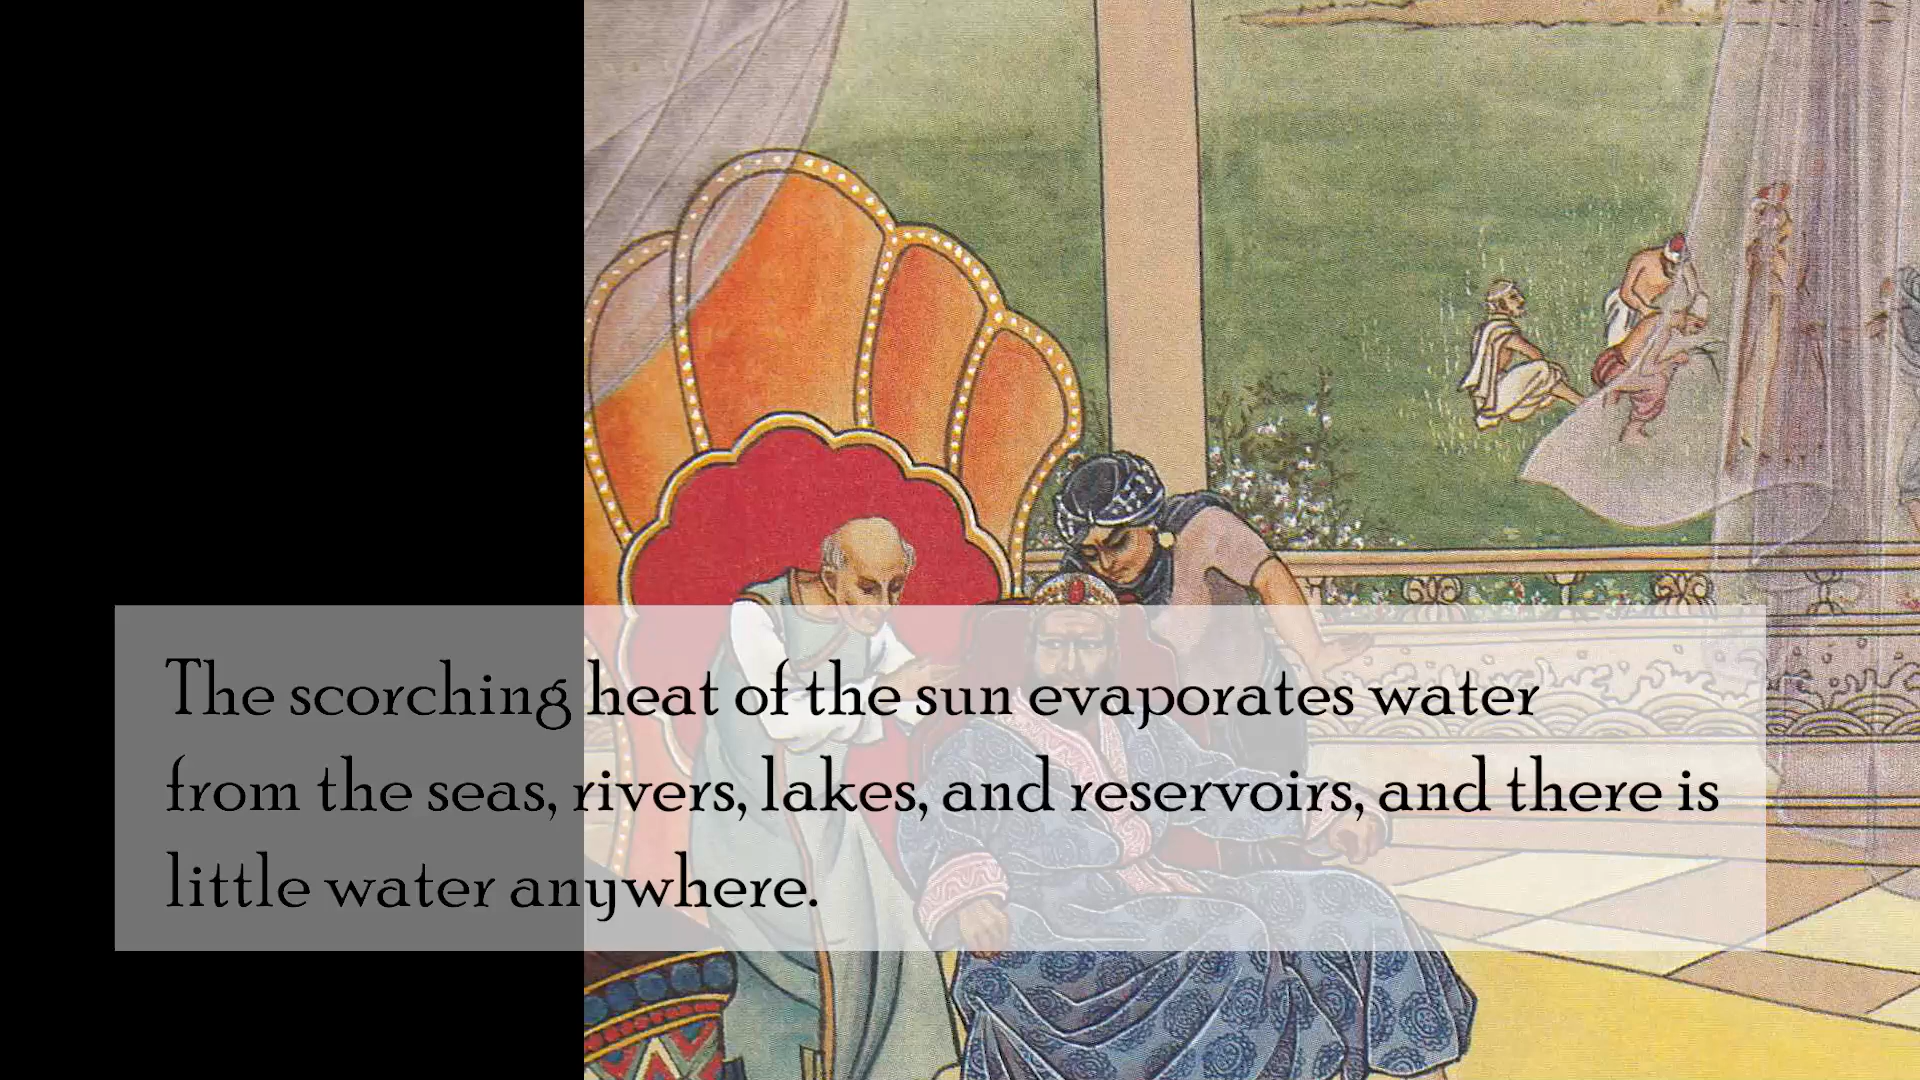 The scorching heat of the sun evaporates water
from the seas, rivers, lakes, and reservoirs, and there is
little water anywhere.